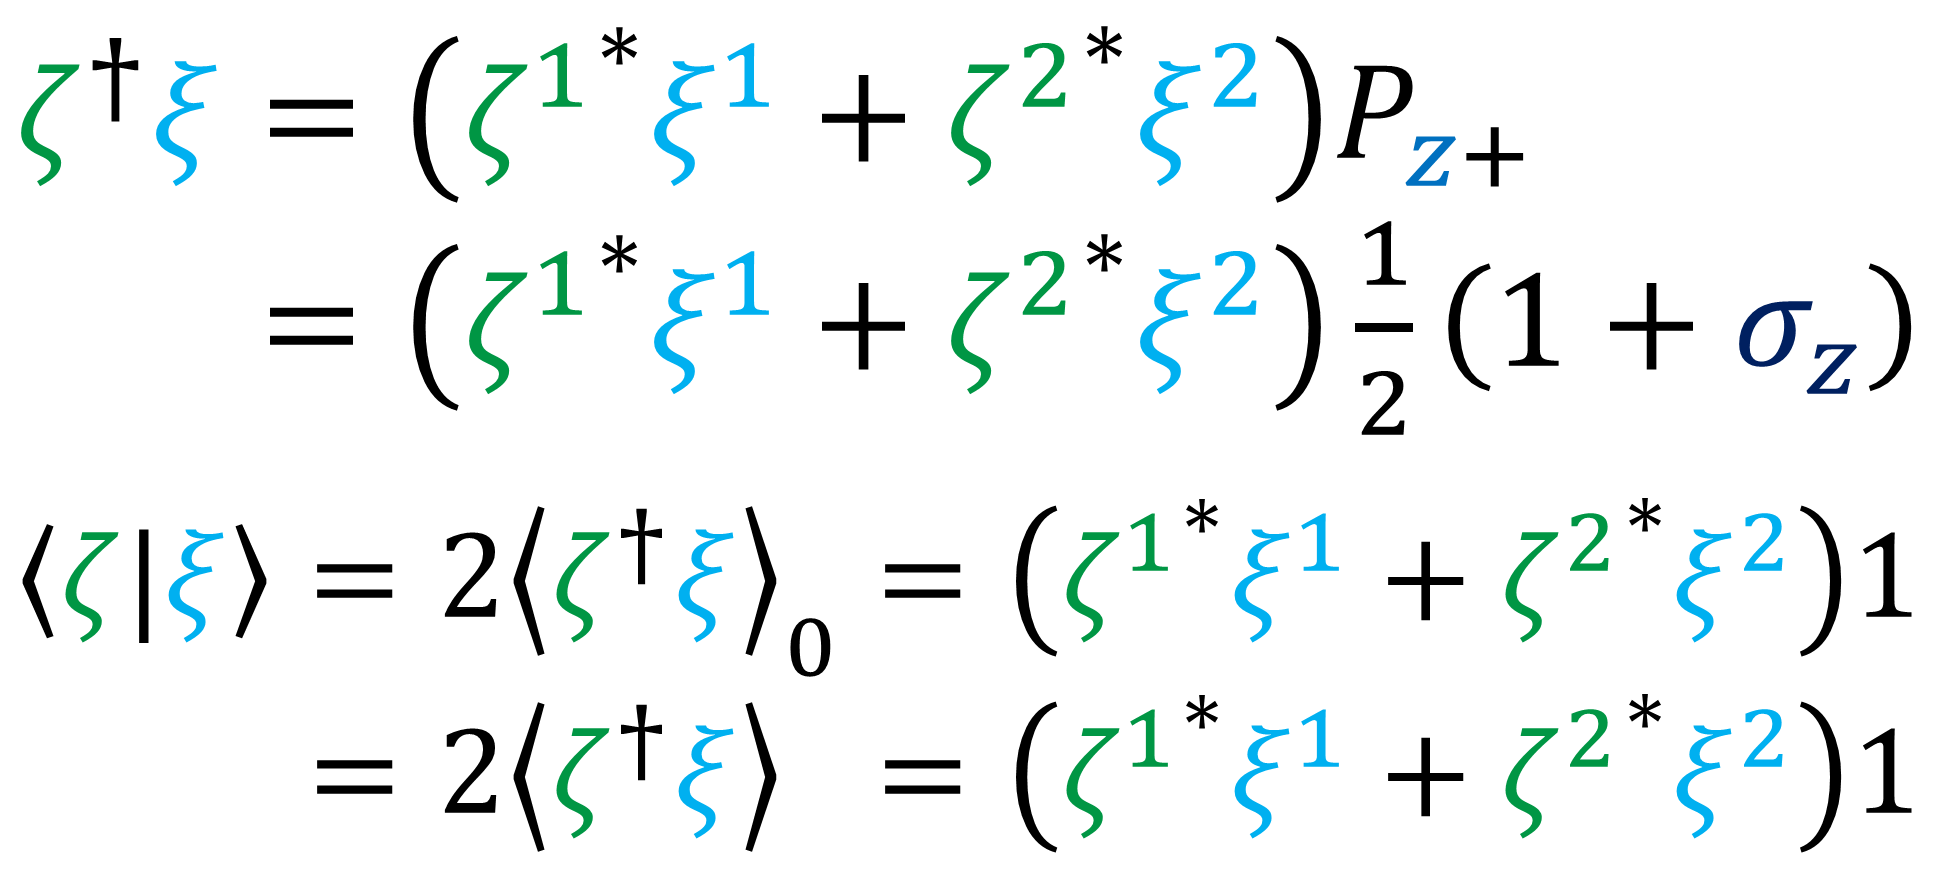 ζ†ξ = (ζ¹*ξ¹ + ζ²*ξ²)P_z+
= (ζ¹*ξ¹ + ζ²*ξ²) 1/2 (1 + σ_z)
⟨ζ|ξ⟩ = 2⟨ζ†ξ⟩₀ = (ζ¹*ξ¹ + ζ²*ξ²)1
= 2⟨ζ†ξ⟩ = (ζ¹*ξ¹ + ζ²*ξ²)1